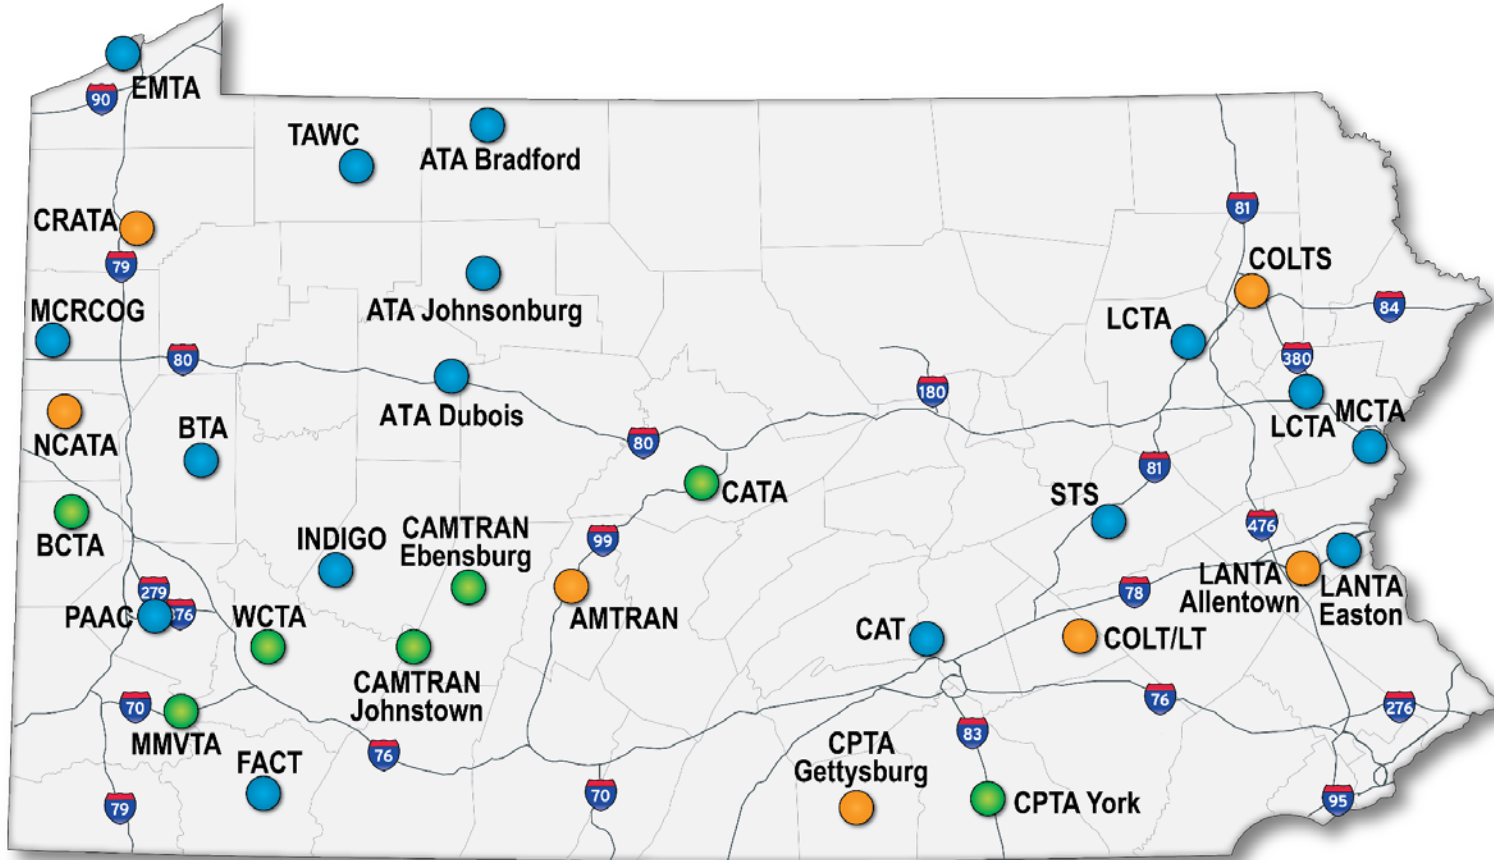 EMTA
90
TAWC
ATA Bradford
CRATA
81
79
COLTS
ATA Johnsonburg
MCRCOG
84
LCTA
80
380
180
ATA Dubois
MCTA
LCTA
NCATA
BTA
80
81
CATA
STS
BCTA
INDIGO
CAMTRAN
Ebensburg
99
476
279
PAAC
WCTA
AMTRAN
78
LANTA
Allentown
LANTA
Easton
CAT
COLT/LT
CAMTRAN
Johnstown
70
76
276
MMVTA
83
76
FACT
CPTA
Gettysburg
79
70
CPTA York
95